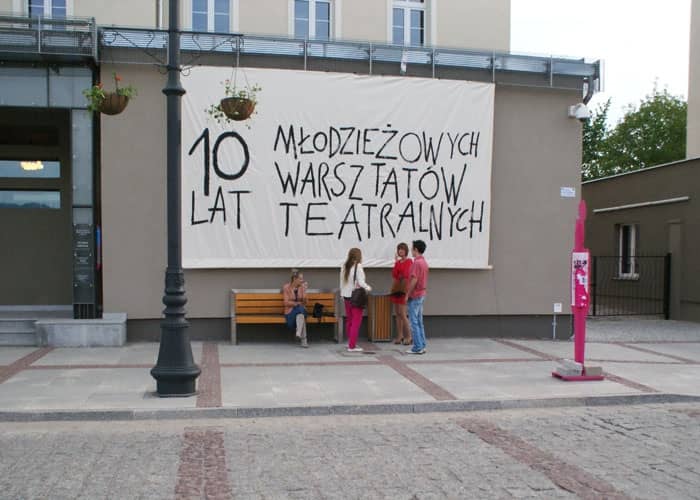 10 LAT
MŁODZIEŻOWYCH
WARSZTATÓW
TEATRALNYCH